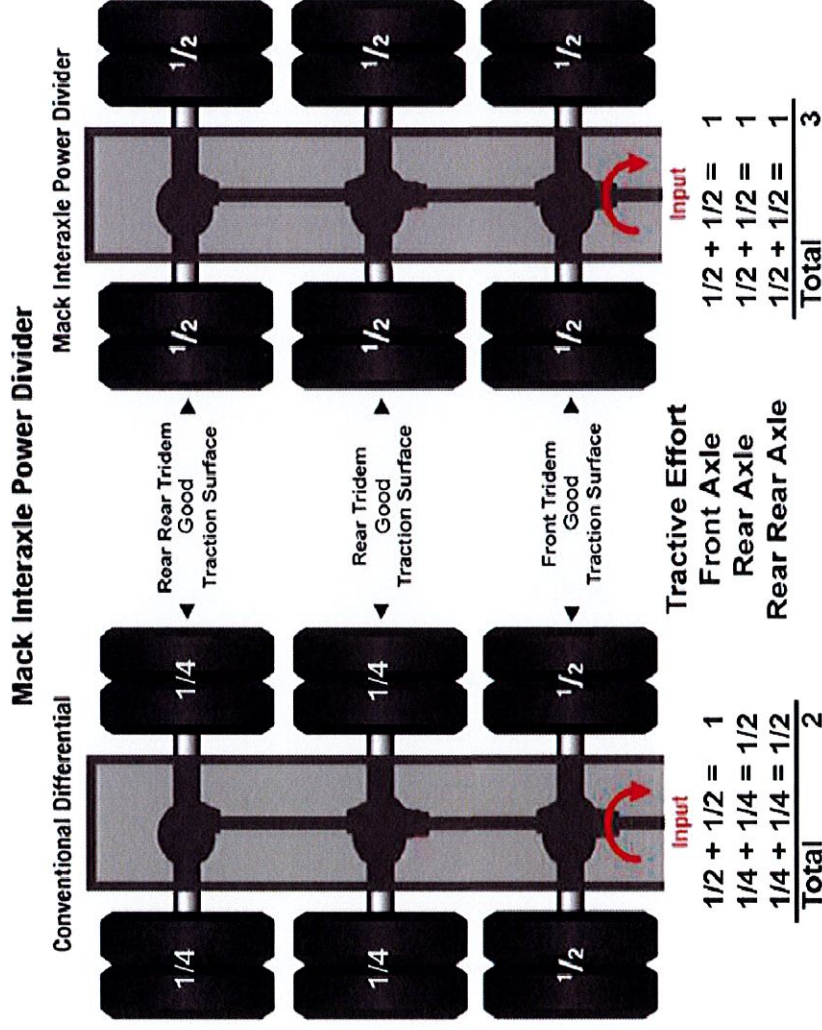 Mack Interaxle Power Divider
Conventional Differential
Mack Interaxle Power Divider
1/4
1/4
Rear Rear Tridem
Good
Traction Surface
1/2
1/2
1/4
1/4
Rear Tridem
Good
Traction Surface
1/2
1/2
1/2
1/2
Front Tridem
Good
Traction Surface
1/2
1/2
Input
Input
Tractive Effort
1/2 + 1/2 = 1
Front Axle
1/2 + 1/2 = 1
1/4 + 1/4 = 1/2
Rear Axle
1/2 + 1/2 = 1
1/4 + 1/4 = 1/2
Rear Rear Axle
1/2 + 1/2 = 1
Total 2
Total 3